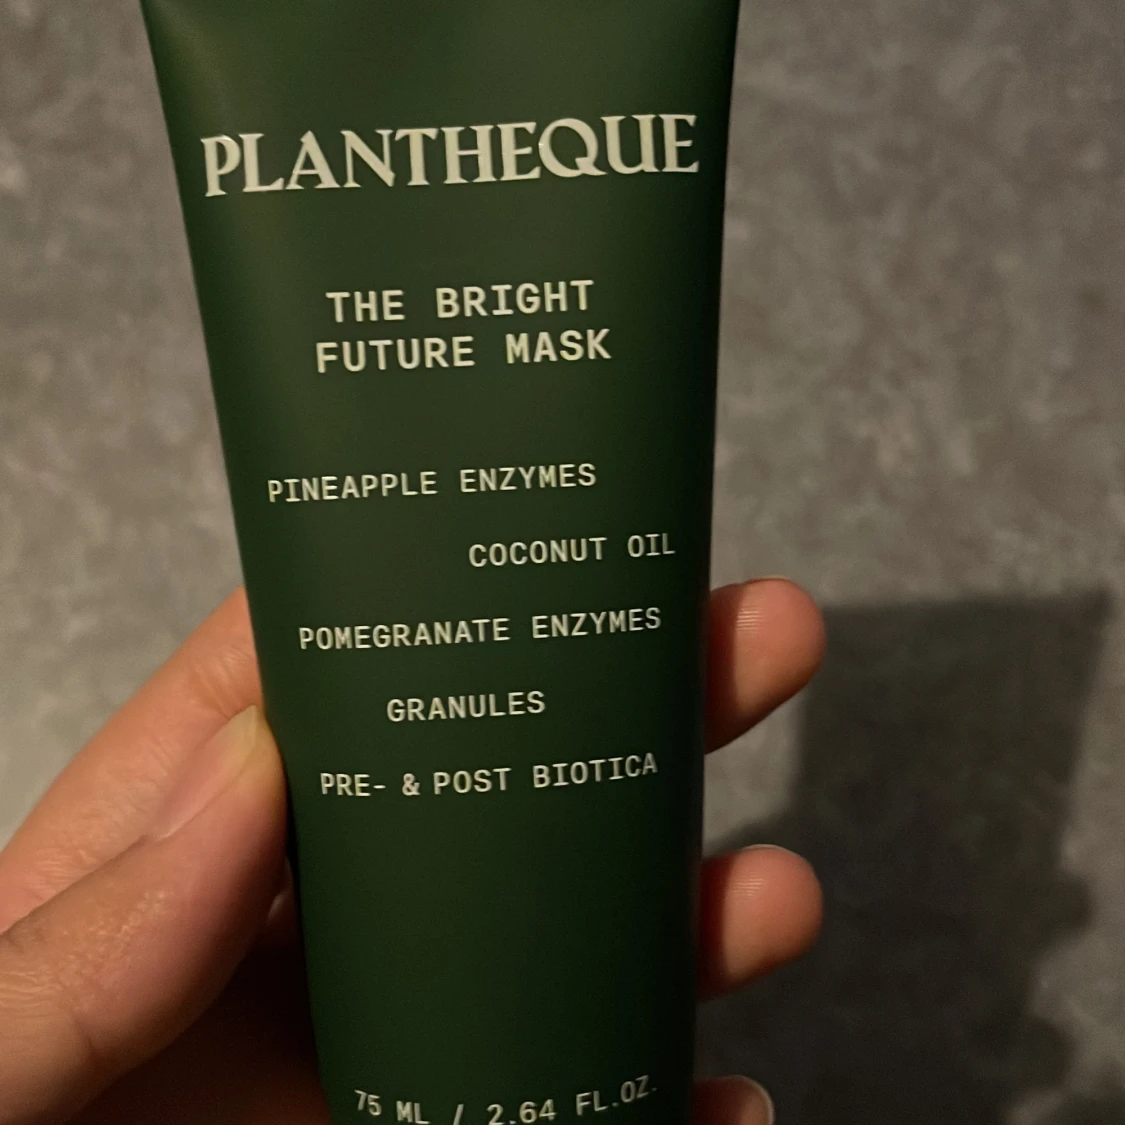 PLANTHEQUE
THE BRIGHT
FUTURE MASK
PINEAPPLE ENZYMES
COCONUT OIL
POMEGRANATE ENZYMES
GRANULES
PRE- & POST BIOTICA
75 ML / 2.64 FL.OZ.